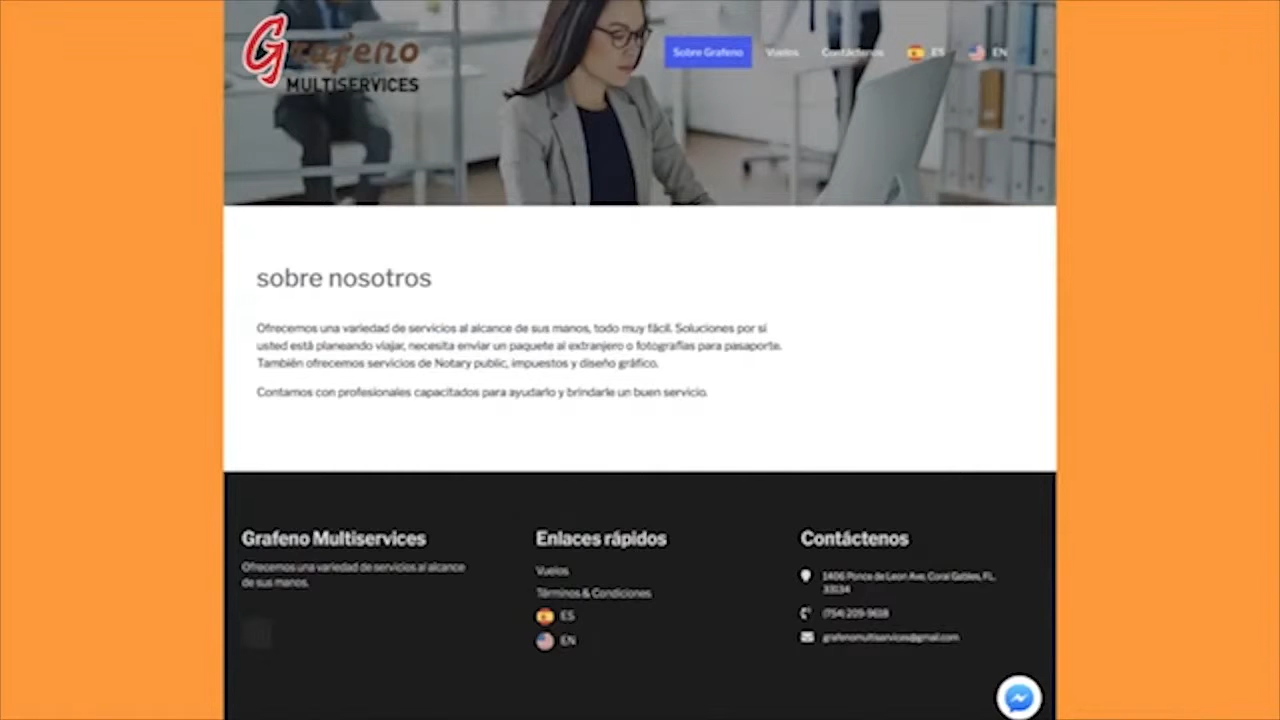 Grafeno
MULTISERVICES
Sobre Grafeno
Vuelos
Contáctenos
ES
EN
sobre nosotros
Ofrecemos una variedad de servicios al alcance de sus manos, todo muy fácil. Soluciones por si
usted está planeando viajar, necesita enviar un paquete al extranjero o fotografías para pasaporte.
También ofrecemos servicios de Notary public, impuestos y diseño gráfico.
Contamos con profesionales capacitados para ayudarlo y brindarle un buen servicio.
Grafeno Multiservices
Ofrecemos una variedad de servicios al alcance
de sus manos.
Enlaces rápidos
Vuelos
Términos & Condiciones
ES
EN
Contáctenos
Ponce de Leon Ave, Coral Gables, FL.
33134
(754) 209-9618
grafenomultiservices@gmail.com